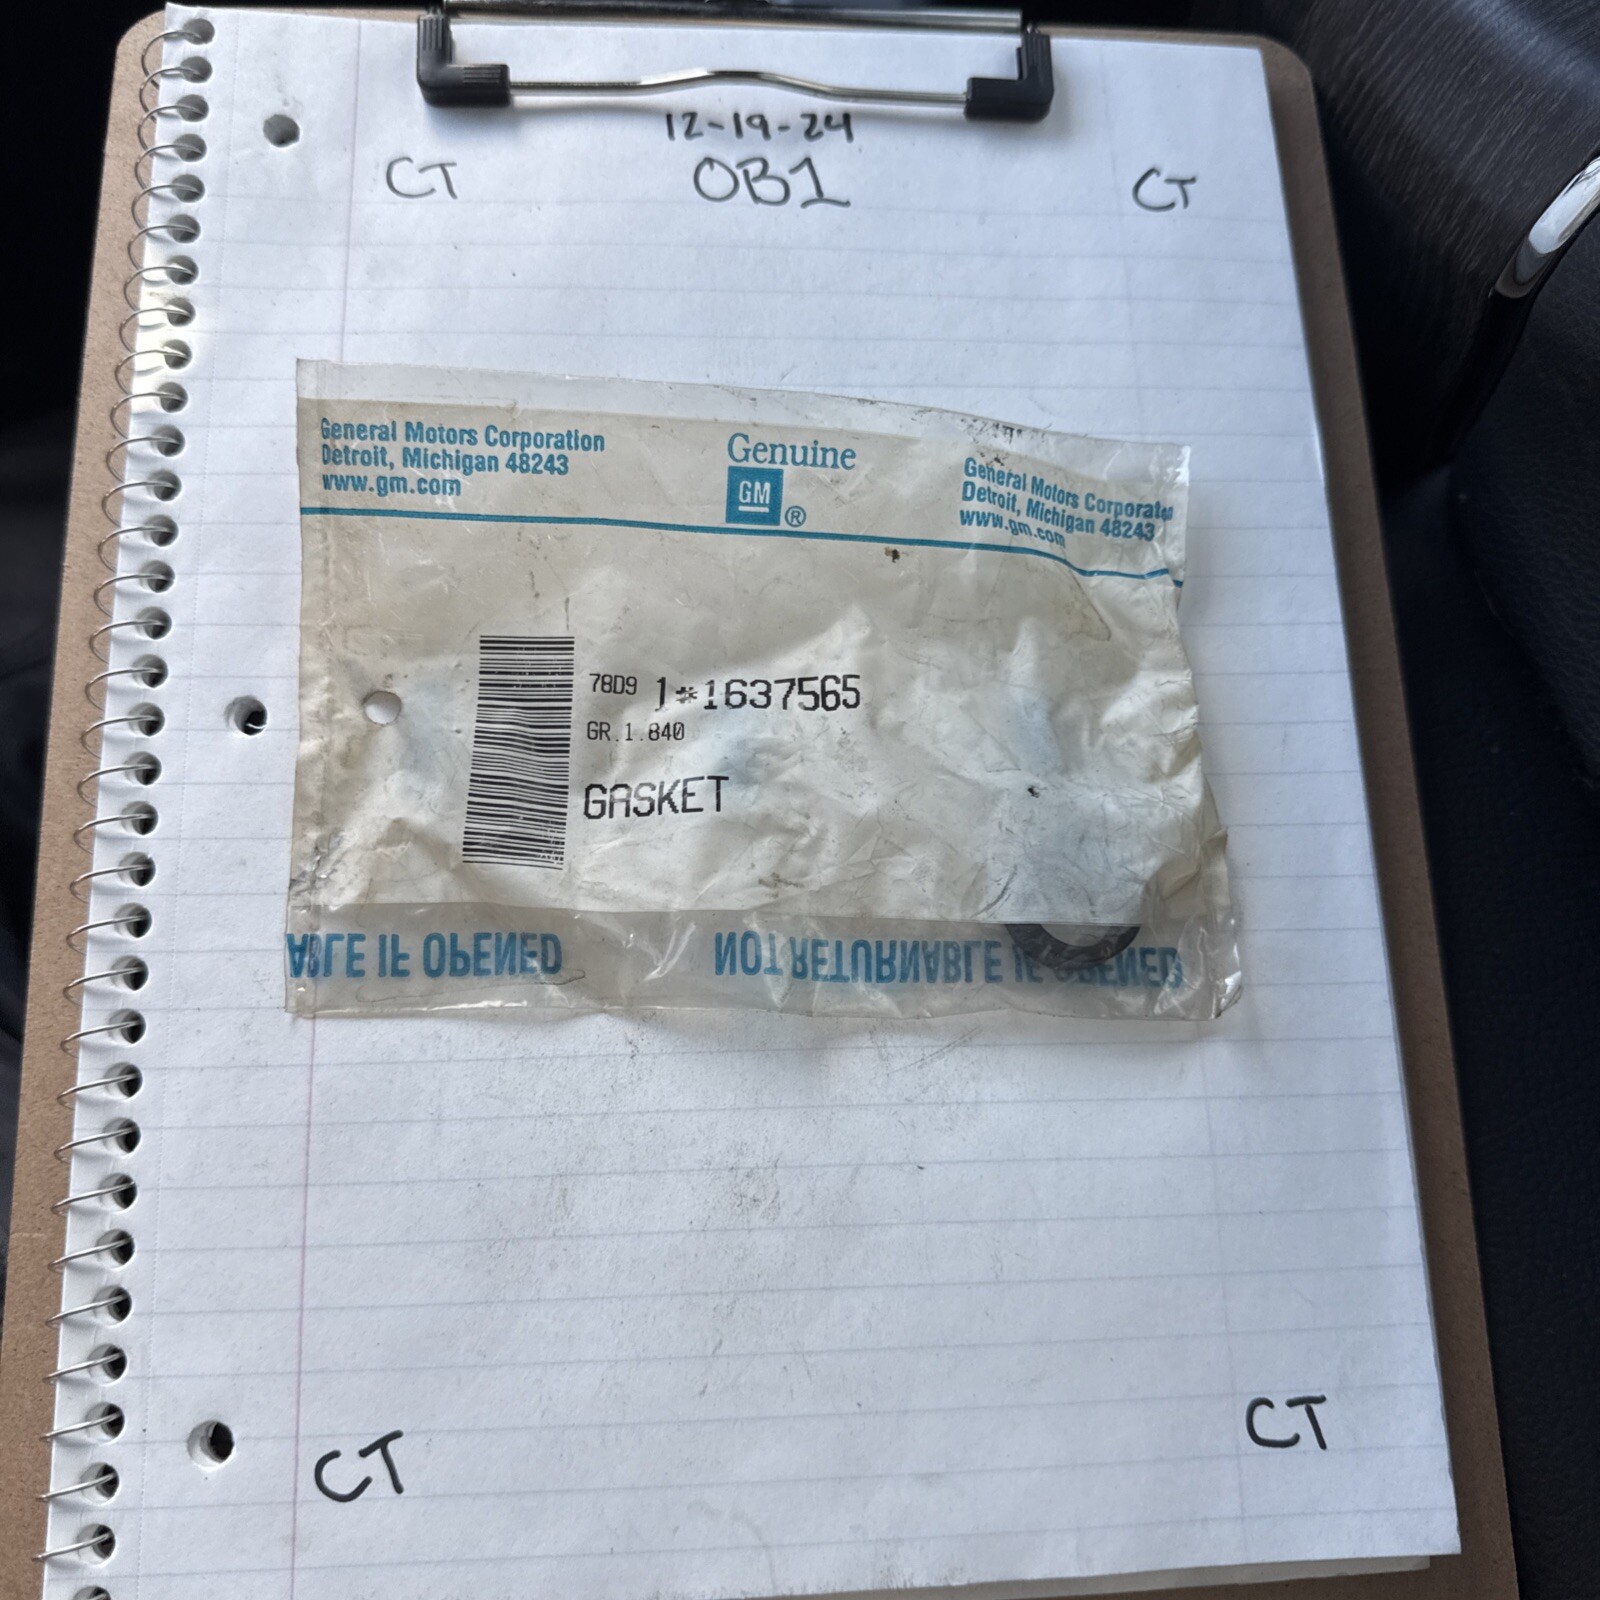 12-19-24
CT OB1 CT
General Motors Corporation
Detroit, Michigan 48243
www.gm.com
Genuine
GM ®
General Motors Corporation
Detroit, Michigan 48243
www.gm.com
78D9 1*1637565
GR.1.840
GASKET
ABLE IF OPENED NOT RETURNABLE IF OPENED
CT CT